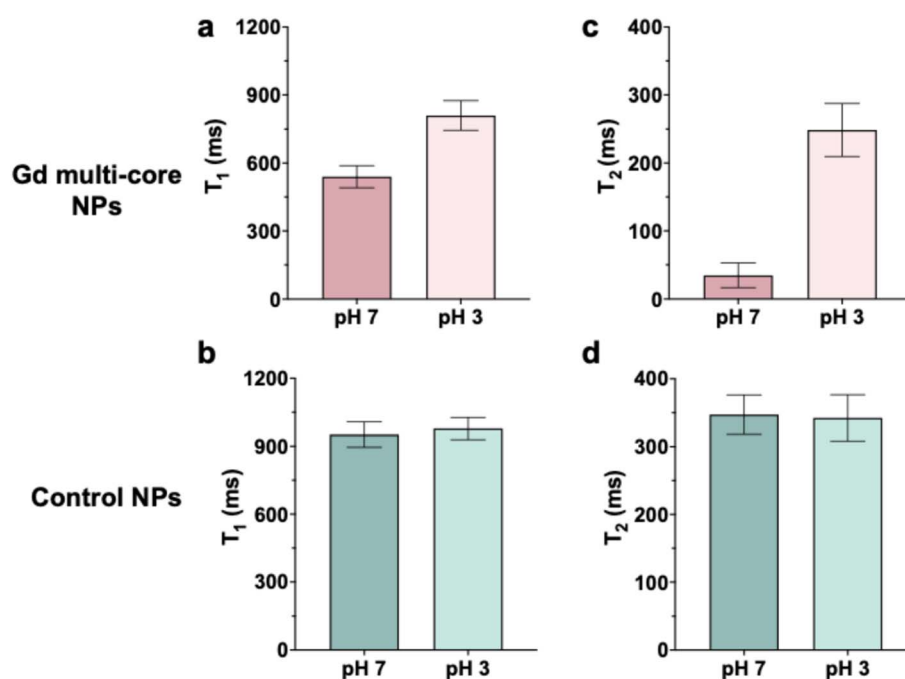 a
1200
900
600
300
0
T1 (ms)
pH 7
pH 3
c
400
300
200
100
0
T2 (ms)
pH 7
pH 3
Gd multi-core
NPs
b
1200
900
600
300
0
T1 (ms)
pH 7
pH 3
d
400
300
200
100
0
T2 (ms)
pH 7
pH 3
Control NPs